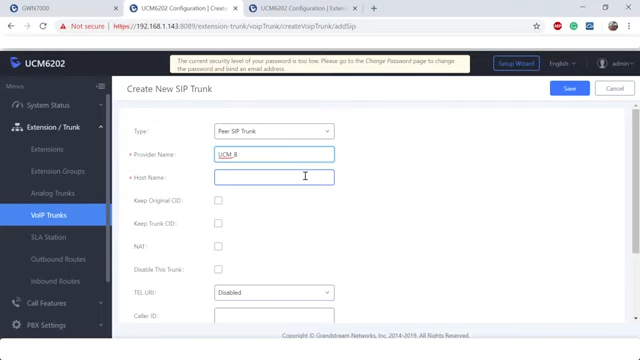 GWN7000
UCM6202 Configuration | Creat
UCM6202 Configuration | Extens
Not secure | https://192.168.1.143:8089/extension-trunk/voipTrunk/createVoipTrunk/addSip
UCM6202
The current security level of your password is too low. Please go to the Change Password page to change the password and bind an email address.
Setup Wizard
English
admin
Menus
System Status
Extension / Trunk
Extensions
Extension Groups
Analog Trunks
VoIP Trunks
SLA Station
Outbound Routes
Inbound Routes
Call Features
PBX Settings
Create New SIP Trunk
Save
Cancel
Type
Peer SIP Trunk
* Provider Name
UCM_B
* Host Name
Keep Original CID
Keep Trunk CID
NAT
Disable This Trunk
TEL URI
Disabled
Caller ID
Copyright © Grandstream Networks, Inc. 2014-2019. All Rights Reserved.